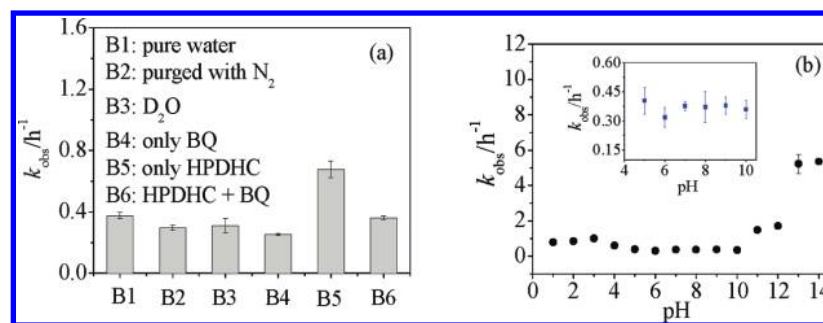 (a)
B1: pure water
B2: purged with N₂
B3: D₂O
B4: only BQ
B5: only HPDHC
B6: HPDHC + BQ
k_obs/h⁻¹
1.6
1.2
0.8
0.4
0.0
B1 B2 B3 B4 B5 B6
(b)
k_obs/h⁻¹
12
10
8
6
4
2
0
0 2 4 6 8 10 12 14
pH
k_obs/h⁻¹
0.60
0.45
0.30
0.15
4 6 8 10
pH